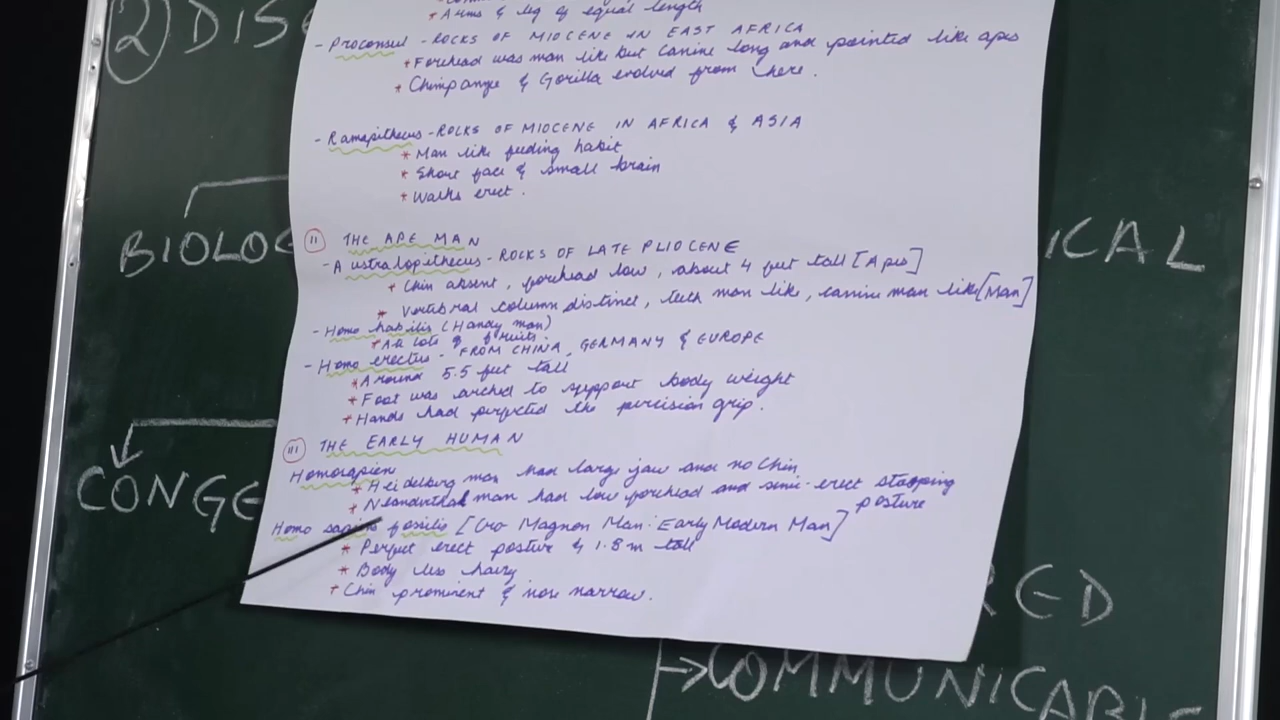 2) DIS
* Arms & leg of equal length
- Proconsul - ROCKS OF MIOCENE IN EAST AFRICA
* Forehead was man like but Canine long and pointed like apes
* Chimpanze & Gorilla evolved from here.
- Ramapithecus - ROCKS OF MIOCENE IN AFRICA & ASIA
* Man like feeding habit
* Short face & small brain
* Walks erect.
BIOLOG
ICAL
II THE APE MAN
- Australopithecus - ROCKS OF LATE PLIOCENE
* Chin absent, forehead low, about 4 feet tall [Apes]
* Vertebral column distinct, teeth man like, canine man like [Man]
- Homo habilis (Handy man)
* Ate lots of fruits.
- Homo erectus - FROM CHINA, GERMANY & EUROPE
* Around 5.5 feet tall
* Foot was arched to support body weight
* Hands had perfected the precision grip.
III THE EARLY HUMAN
CONGE
Homosapien
* Heidelberg man had large jaw and no Chin
* Neanderthal man had low forehead and semi-erect stooping posture
Homo sapiens fossilis [Cro Magnon Man: Early Modern Man]
* Perfect erect posture & 1.8 m tall
* Body less hairy
* Chin prominent & nose narrow.
RED
COMMUNICABLE